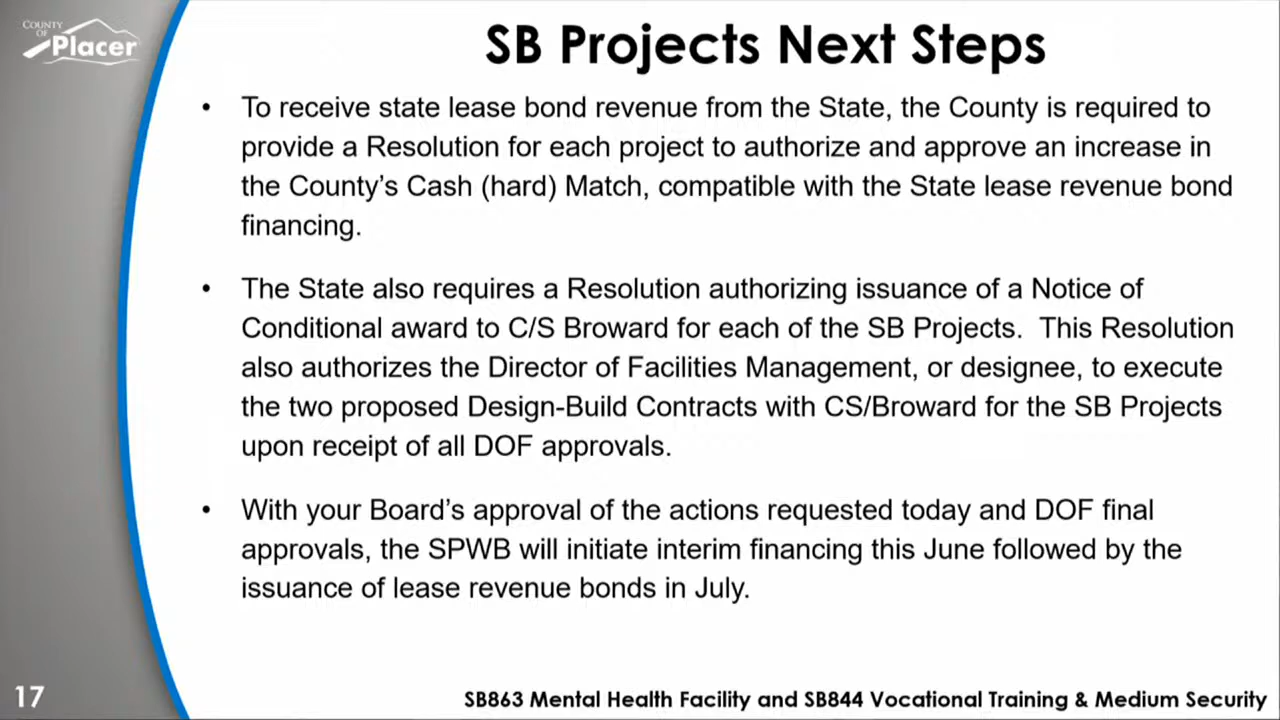 COUNTY
OF
Placer
SB Projects Next Steps
• To receive state lease bond revenue from the State, the County is required to
provide a Resolution for each project to authorize and approve an increase in
the County's Cash (hard) Match, compatible with the State lease revenue bond
financing.
• The State also requires a Resolution authorizing issuance of a Notice of
Conditional award to C/S Broward for each of the SB Projects.  This Resolution
also authorizes the Director of Facilities Management, or designee, to execute
the two proposed Design-Build Contracts with CS/Broward for the SB Projects
upon receipt of all DOF approvals.
• With your Board's approval of the actions requested today and DOF final
approvals, the SPWB will initiate interim financing this June followed by the
issuance of lease revenue bonds in July.
17
SB863 Mental Health Facility and SB844 Vocational Training & Medium Security